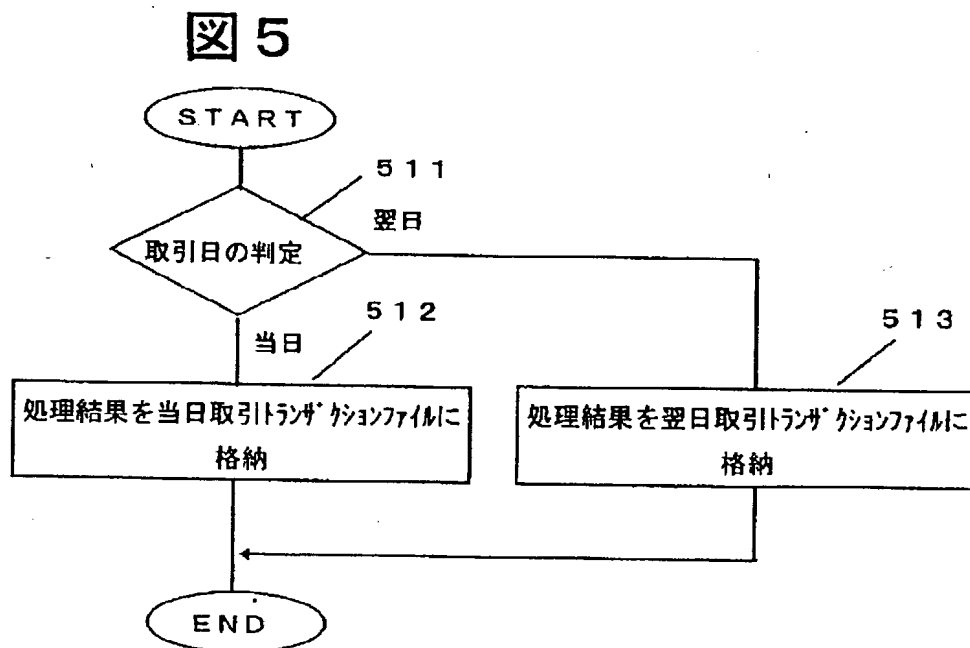 図5
START
511
翌日
取引日の判定
512
当日
513
処理結果を当日取引ﾄﾗﾝｻﾞｸｼｮﾝﾌｧｲﾙに
格納
処理結果を翌日取引ﾄﾗﾝｻﾞｸｼｮﾝﾌｧｲﾙに
格納
END